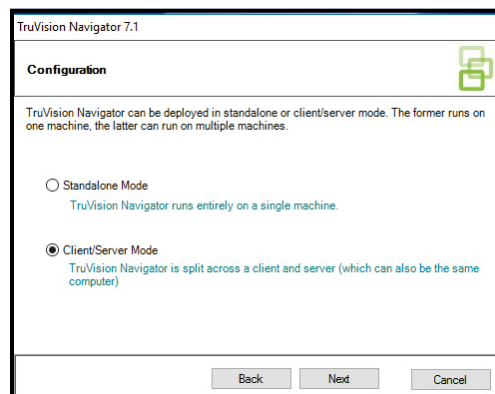 TruVision Navigator 7.1
Configuration
TruVision Navigator can be deployed in standalone or client/server mode. The former runs on
one machine, the latter can run on multiple machines.
Standalone Mode
TruVision Navigator runs entirely on a single machine.
Client/Server Mode
TruVision Navigator is split across a client and server (which can also be the same
computer)
Back Next Cancel